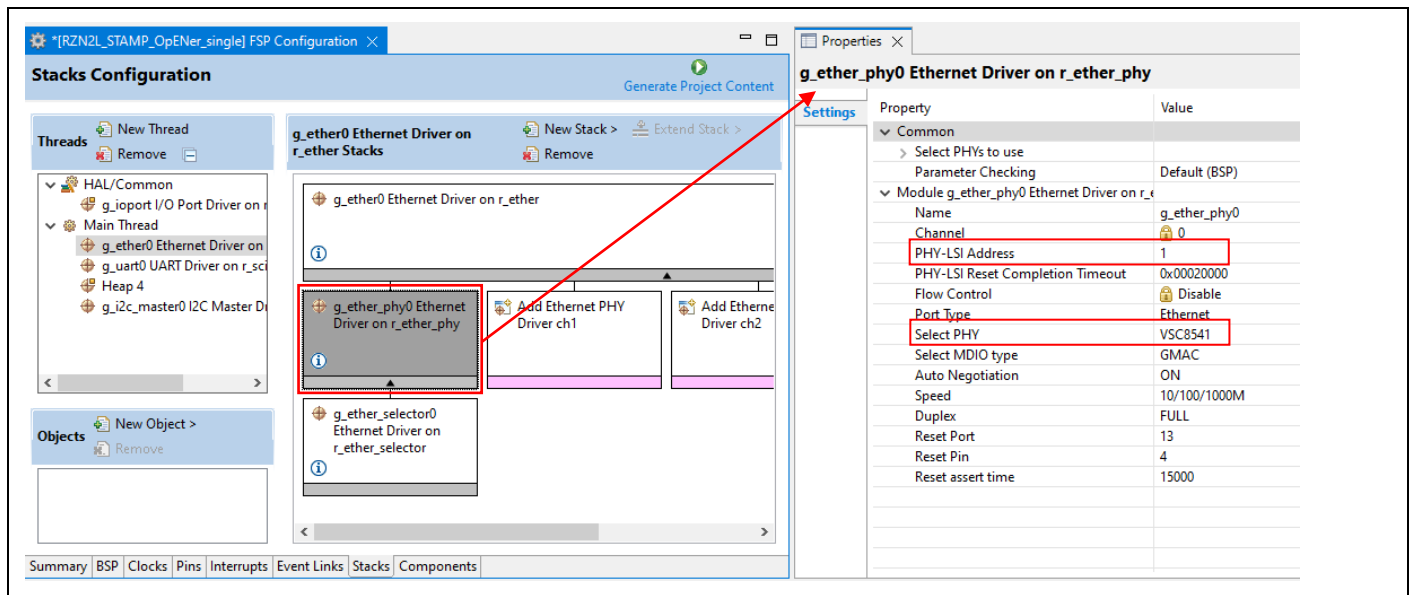 *[RZN2L_STAMP_OpENer_single] FSP Configuration
Stacks Configuration
Generate Project Content
Threads
New Thread
Remove
HAL/Common
g_ioport I/O Port Driver on r
Main Thread
g_ether0 Ethernet Driver on
g_uart0 UART Driver on r_sci
Heap 4
g_i2c_master0 I2C Master Dr
Objects
New Object >
Remove
g_ether0 Ethernet Driver on
r_ether Stacks
New Stack >
Extend Stack >
Remove
g_ether0 Ethernet Driver on r_ether
g_ether_phy0 Ethernet
Driver on r_ether_phy
Add Ethernet PHY
Driver ch1
Add Etherne
Driver ch2
g_ether_selector0
Ethernet Driver on
r_ether_selector
Summary BSP Clocks Pins Interrupts Event Links Stacks Components
Properties
g_ether_phy0 Ethernet Driver on r_ether_phy
Settings
Property Value
Common
Select PHYs to use
Parameter Checking Default (BSP)
Module g_ether_phy0 Ethernet Driver on r_e
Name g_ether_phy0
Channel 0
PHY-LSI Address 1
PHY-LSI Reset Completion Timeout 0x00020000
Flow Control Disable
Port Type Ethernet
Select PHY VSC8541
Select MDIO type GMAC
Auto Negotiation ON
Speed 10/100/1000M
Duplex FULL
Reset Port 13
Reset Pin 4
Reset assert time 15000